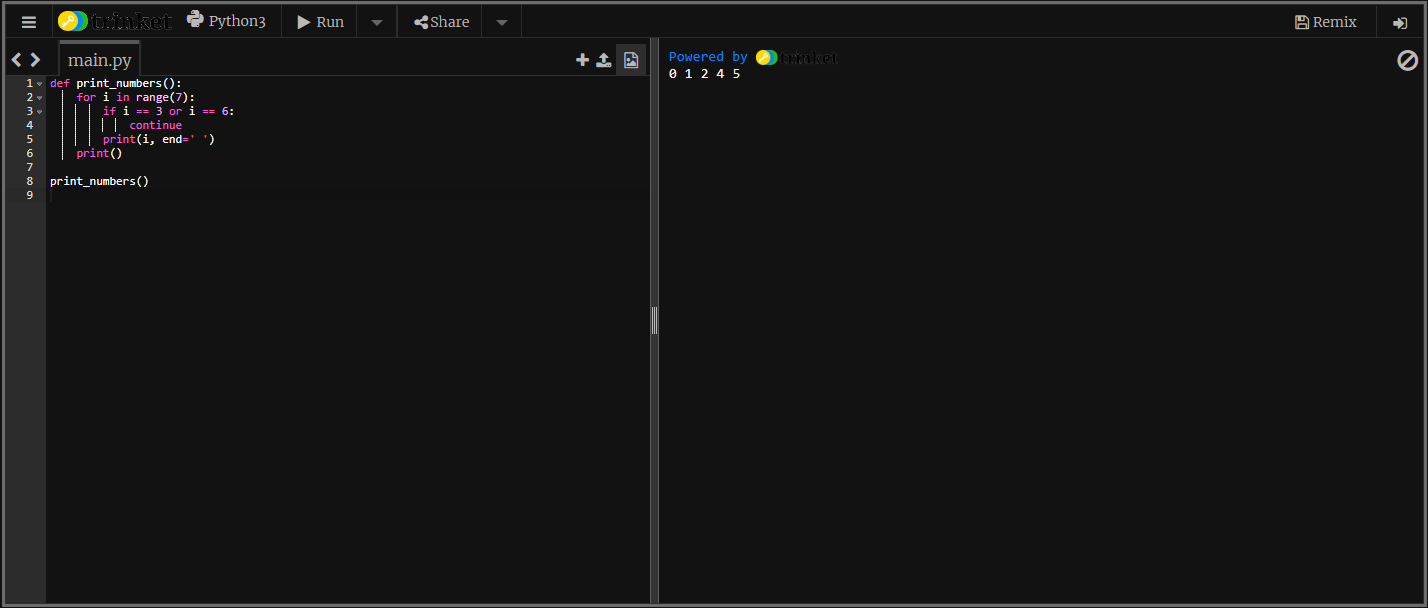 trinket Python3 Run Share Remix
main.py
1 def print_numbers():
2     for i in range(7):
3         if i == 3 or i == 6:
4             continue
5         print(i, end=' ')
6     print()
7
8 print_numbers()
9
Powered by trinket
0 1 2 4 5